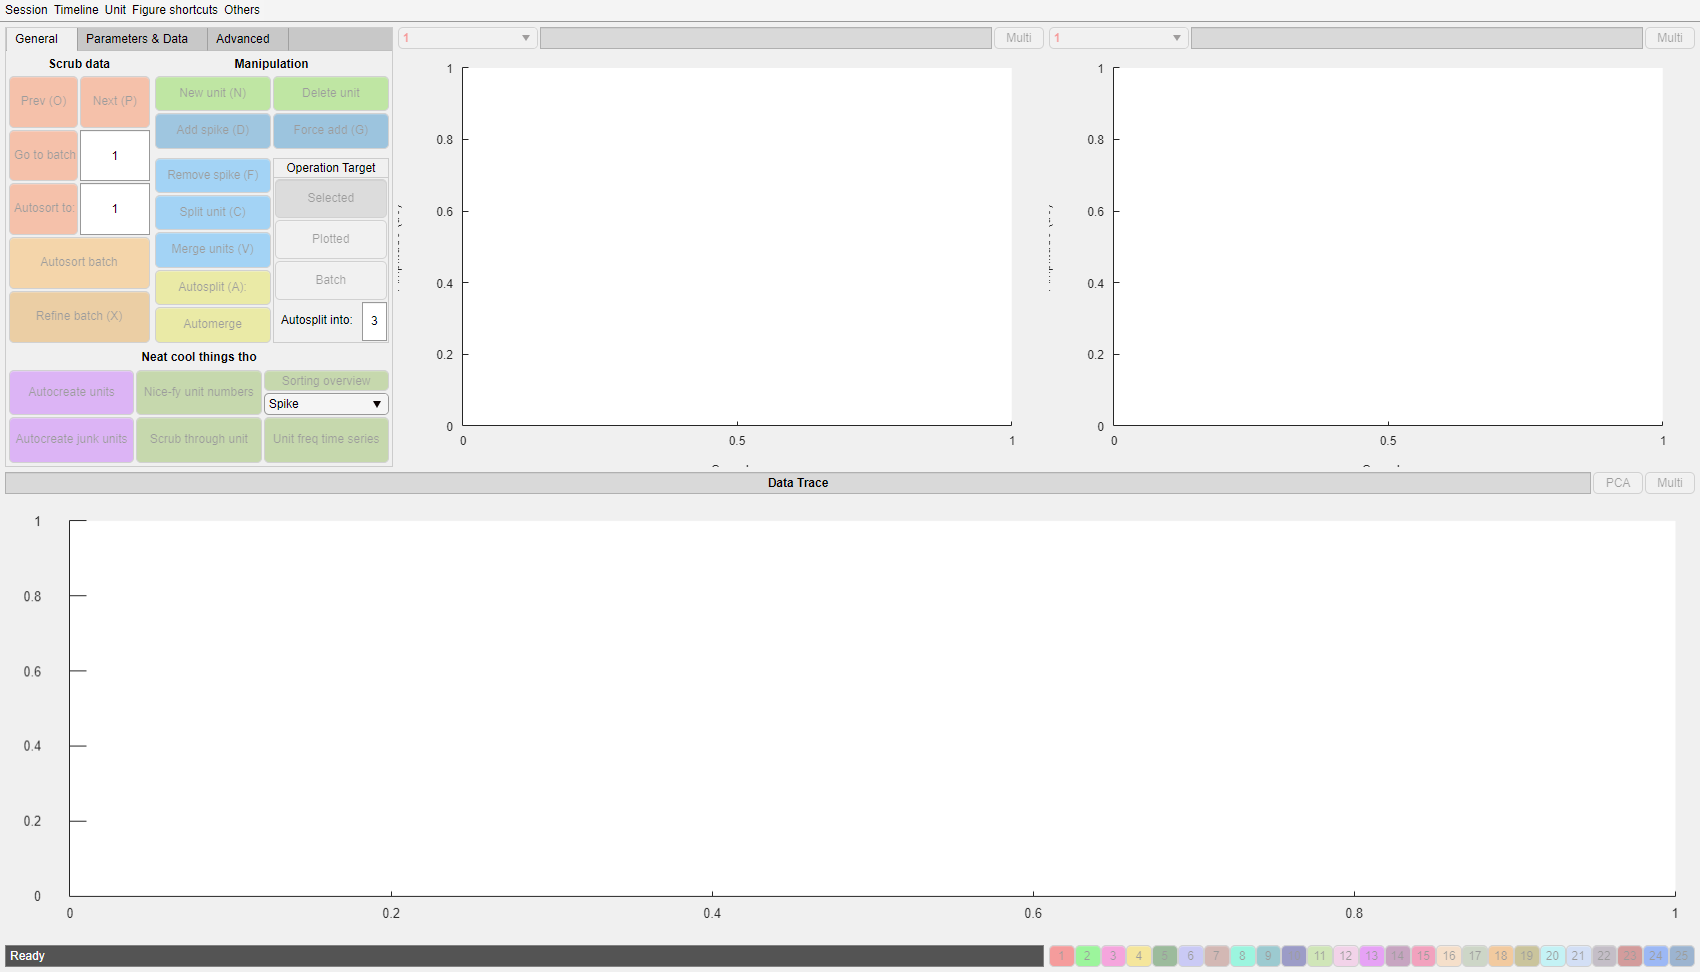 Session Timeline Unit Figure shortcuts Others
General Parameters & Data Advanced
Scrub data
Prev (O) Next (P)
Go to batch 1
Autosort to: 1
Autosort batch
Refine batch (X)
Manipulation
New unit (N) Delete unit
Add spike (D) Force add (G)
Remove spike (F)
Split unit (C)
Merge units (V)
Autosplit (A):
Automerge
Operation Target
Selected
Plotted
Batch
Autosplit into: 3
Neat cool things tho
Autocreate units Nice-fy unit numbers Sorting overview
Spike
Autocreate junk units Scrub through unit Unit freq time series
1 Multi
1
0.8
0.6
0.4
0.2
0
0 0.5 1
1 Multi
1
0.8
0.6
0.4
0.2
0
0 0.5 1
Data Trace PCA Multi
1
0.8
0.6
0.4
0.2
0
0 0.2 0.4 0.6 0.8 1
Ready 1 2 3 4 5 6 7 8 9 11 12 13 14 15 16 17 18 19 20 21 22 23 24 25